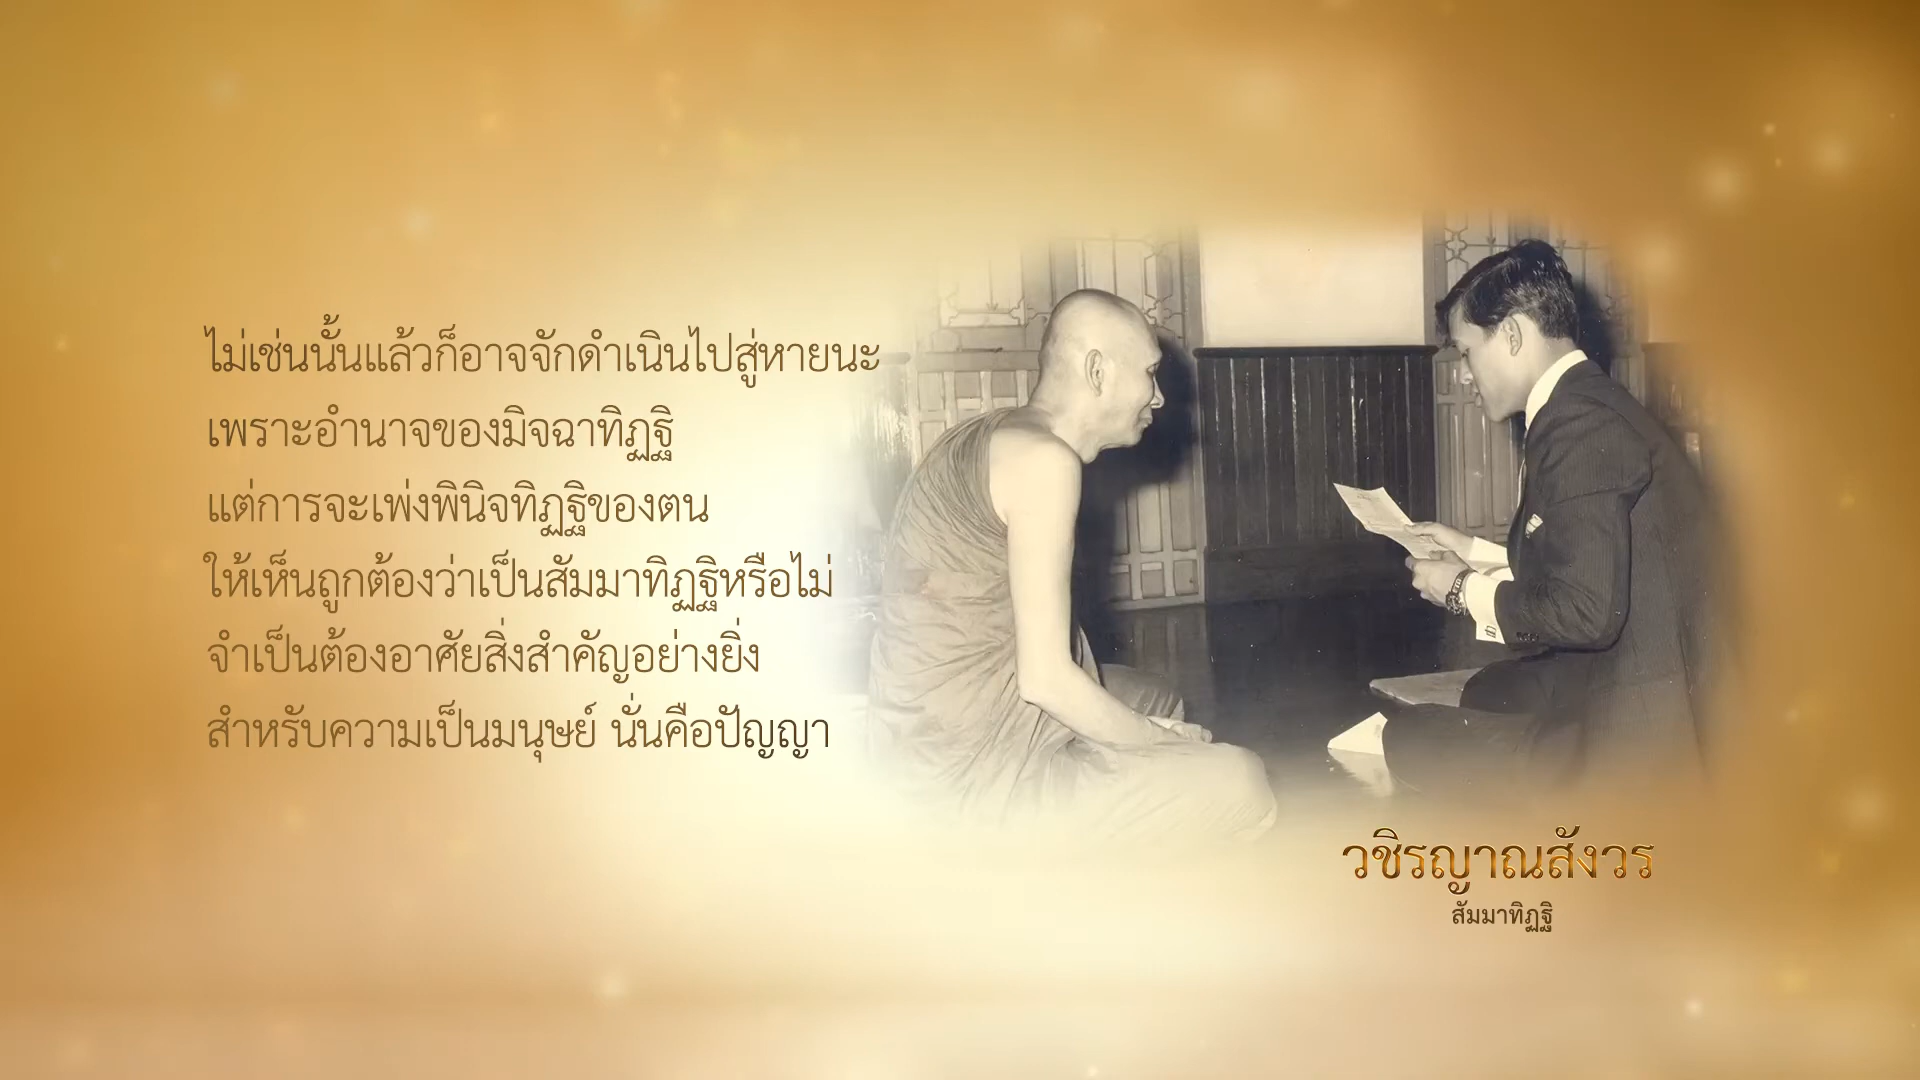 ไม่เช่นนั้นแล้วก็อาจจักดำเนินไปสู่หายนะ
เพราะอำนาจของมิจฉาทิฏฐิ
แต่การจะเพ่งพินิจทิฏฐิของตน
ให้เห็นถูกต้องว่าเป็นสัมมาทิฏฐิหรือไม่
จำเป็นต้องอาศัยสิ่งสำคัญอย่างยิ่ง
สำหรับความเป็นมนุษย์ นั่นคือปัญญา
วชิรญาณสังวร
สัมมาทิฏฐิ